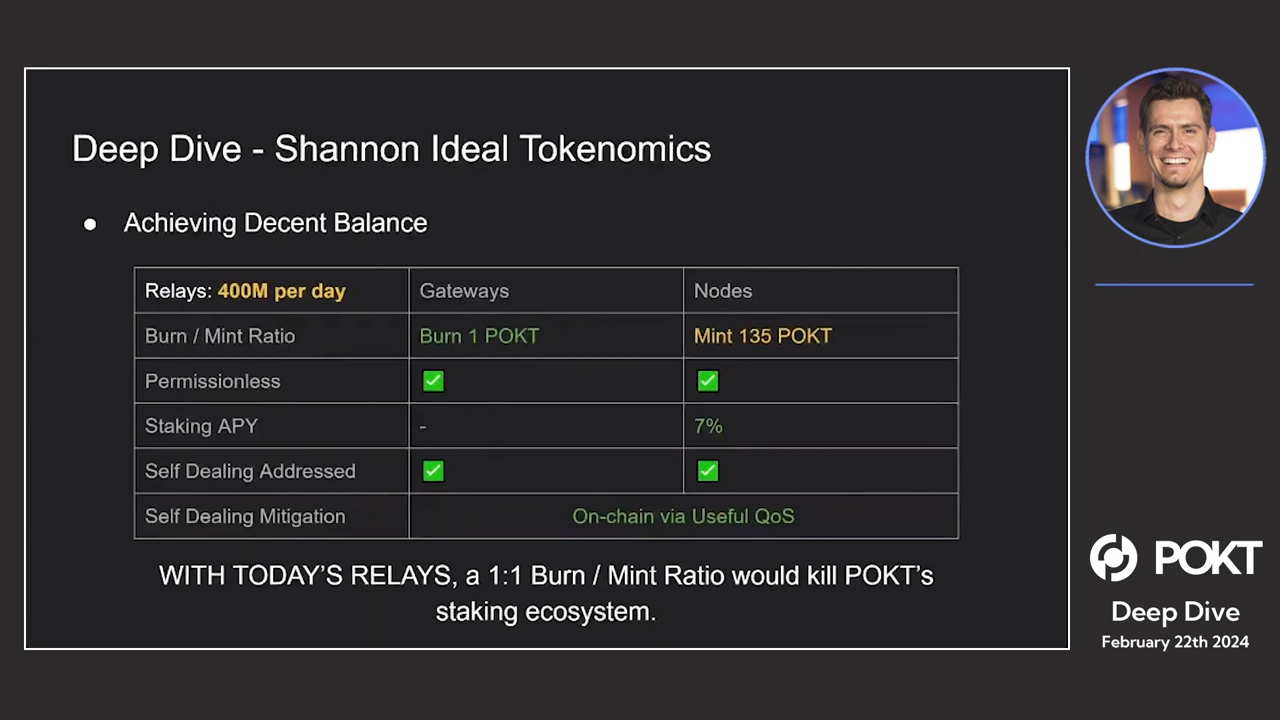 Deep Dive - Shannon Ideal Tokenomics
● Achieving Decent Balance
Relays: 400M per day Gateways Nodes
Burn / Mint Ratio Burn 1 POKT Mint 135 POKT
Permissionless ✅ ✅
Staking APY - 7%
Self Dealing Addressed ✅ ✅
Self Dealing Mitigation On-chain via Useful QoS
WITH TODAY’S RELAYS, a 1:1 Burn / Mint Ratio would kill POKT’s
staking ecosystem.
POKT
Deep Dive
February 22th 2024